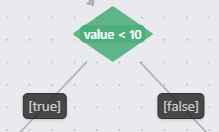 value < 10
[true]
[false]